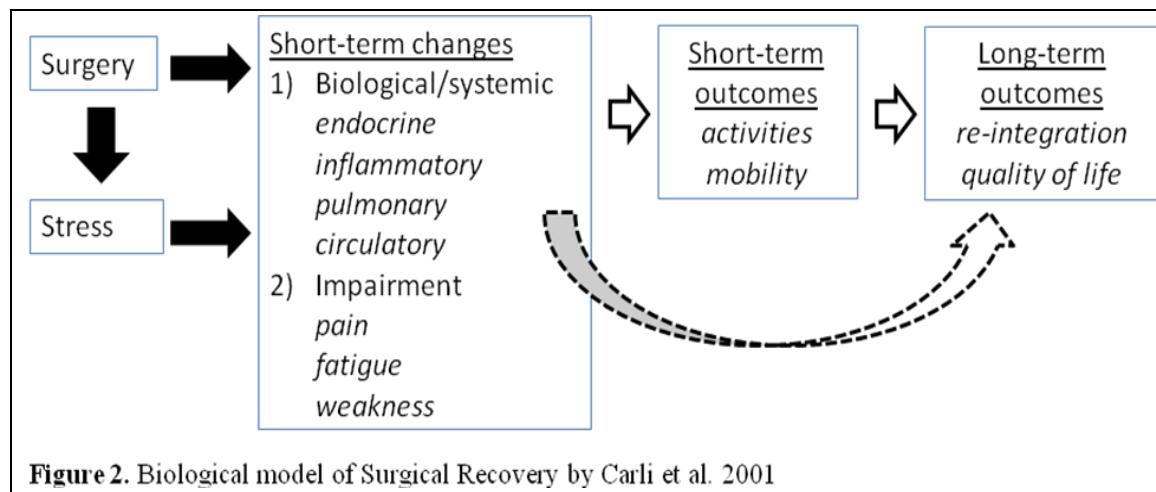 Surgery
Stress
Short-term changes
1) Biological/systemic
endocrine
inflammatory
pulmonary
circulatory
2) Impairment
pain
fatigue
weakness
Short-term
outcomes
activities
mobility
Long-term
outcomes
re-integration
quality of life
Figure 2. Biological model of Surgical Recovery by Carli et al. 2001